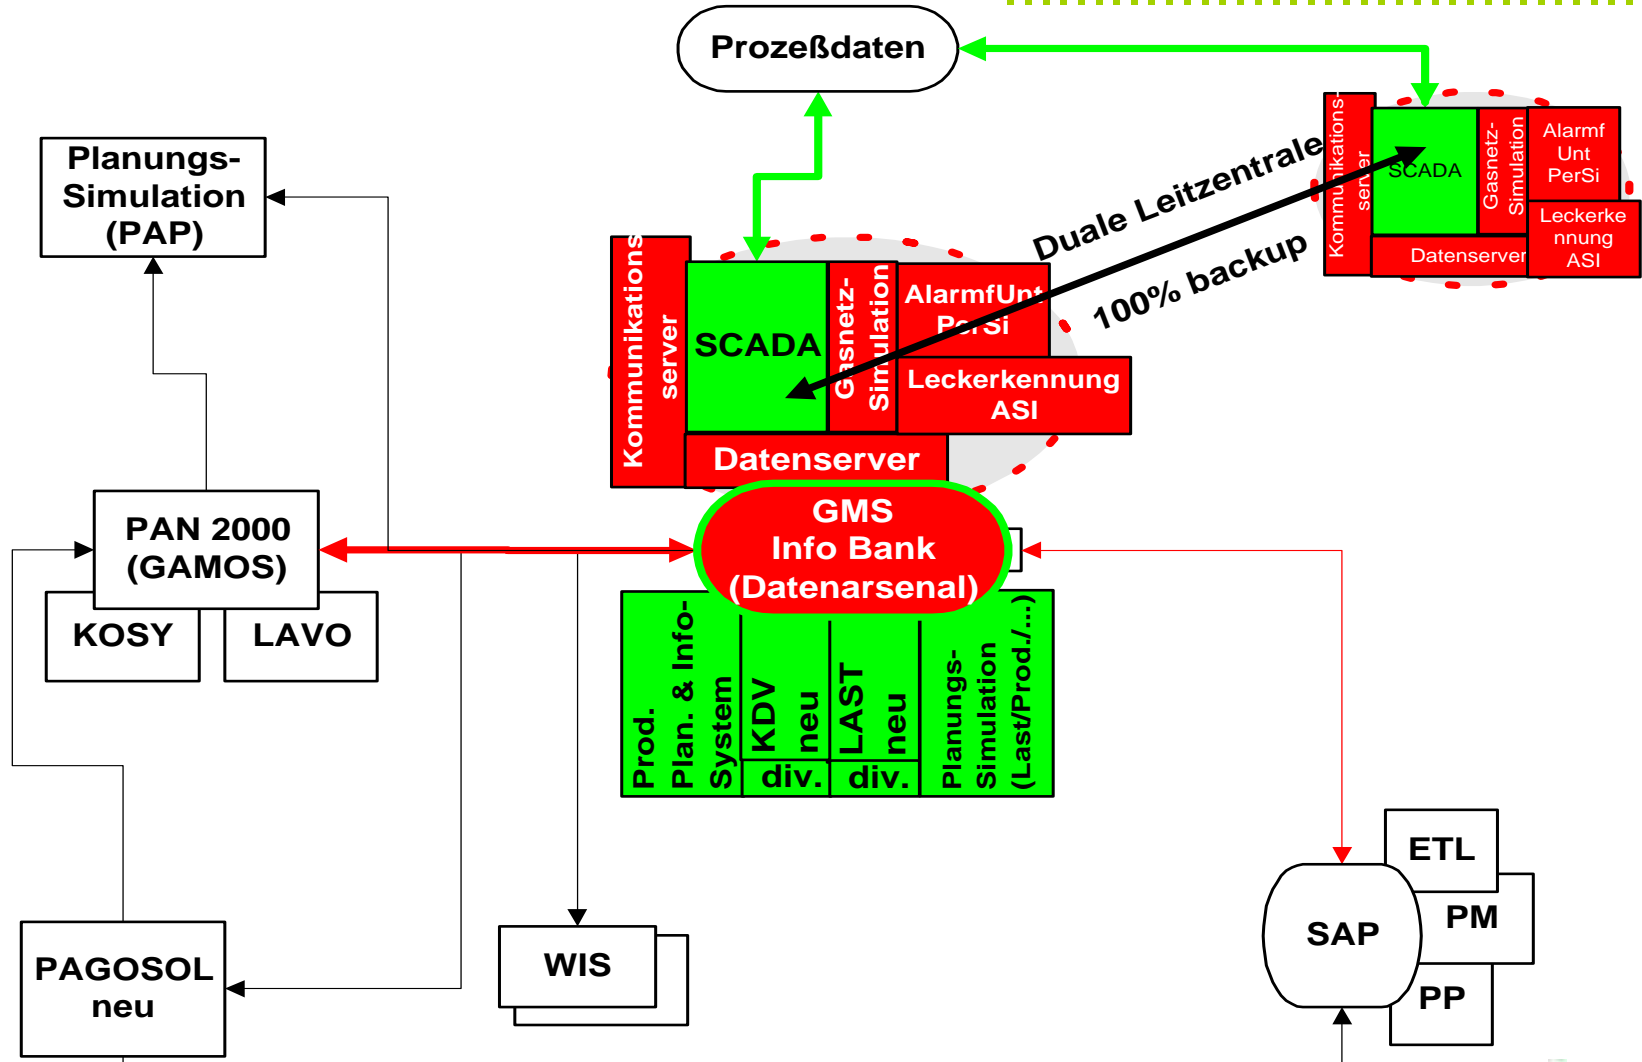 Prozeßdaten
Planungs-
Simulation
(PAP)
Kommunikations-
server
SCADA
Gasnetz-
Simulation
Alarmf
Unt
PerSi
Leckerke
nnung
ASI
Datenserver
Duale Leitzentrale
100% backup
Kommunikations
server
SCADA
Gasnetz-
Simulation
AlarmfUnt
PerSi
Leckerkennung
ASI
Datenserver
GMS
Info Bank
(Datenarsenal)
PAN 2000
(GAMOS)
KOSY
LAVO
Prod.
Plan. & Info-
System
KDV
neu
div.
LAST
neu
div.
Planungs-
Simulation
(Last/Prod./...)
PAGOSOL
neu
WIS
SAP
ETL
PM
PP